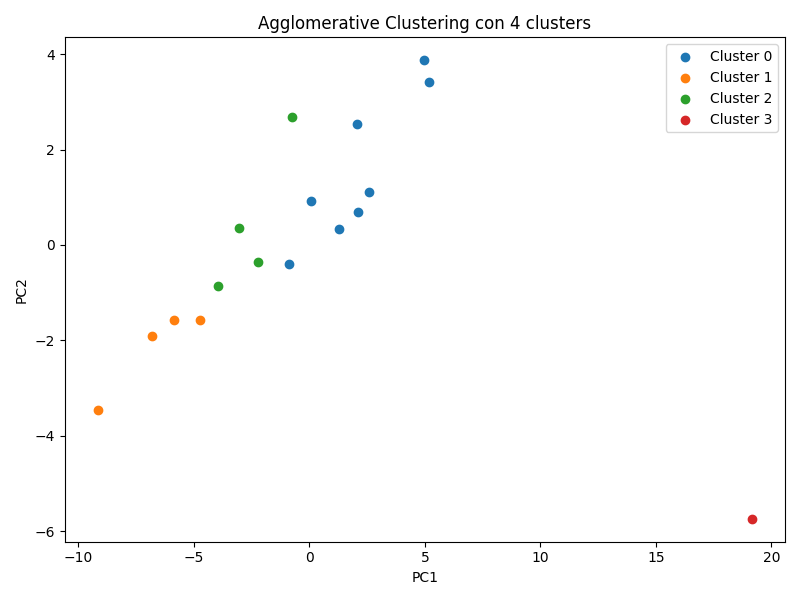 Agglomerative Clustering con 4 clusters
Cluster 0
Cluster 1
Cluster 2
Cluster 3
4
2
0
−2
−4
−6
PC2
−10 −5 0 5 10 15 20
PC1